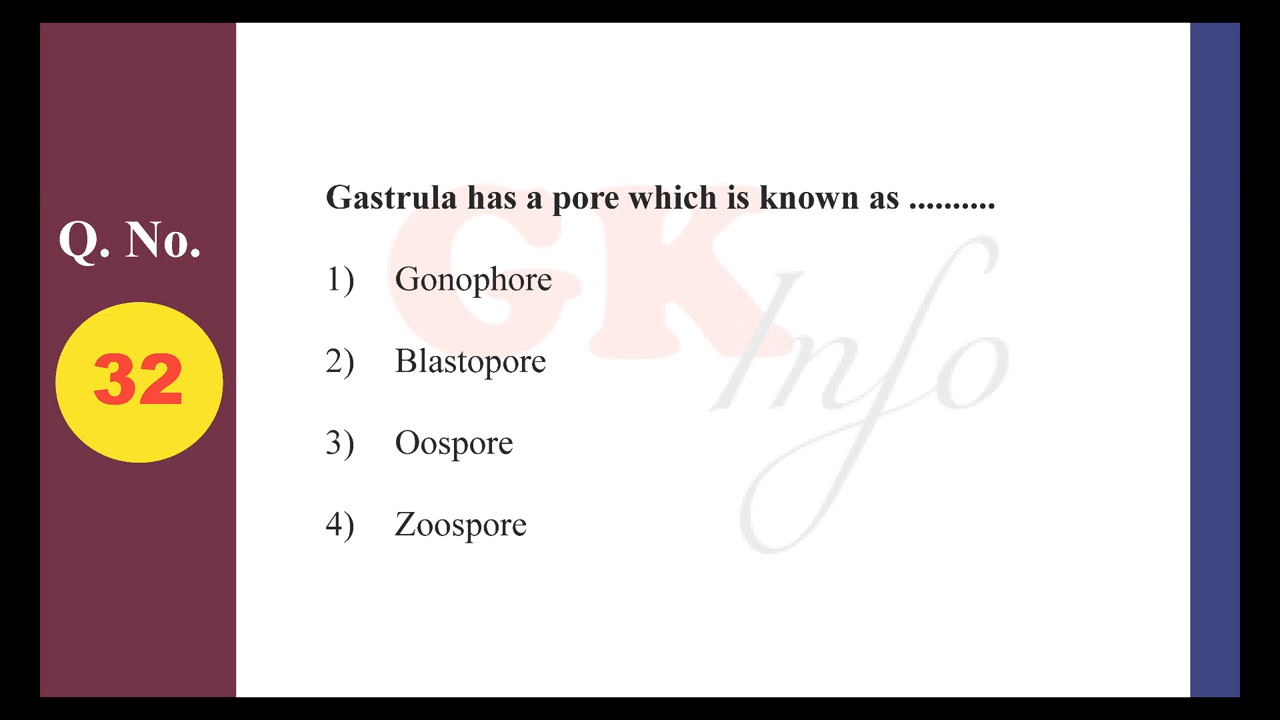 Q. No.
32
Gastrula has a pore which is known as ..........
1) Gonophore
2) Blastopore
3) Oospore
4) Zoospore
GK
Info